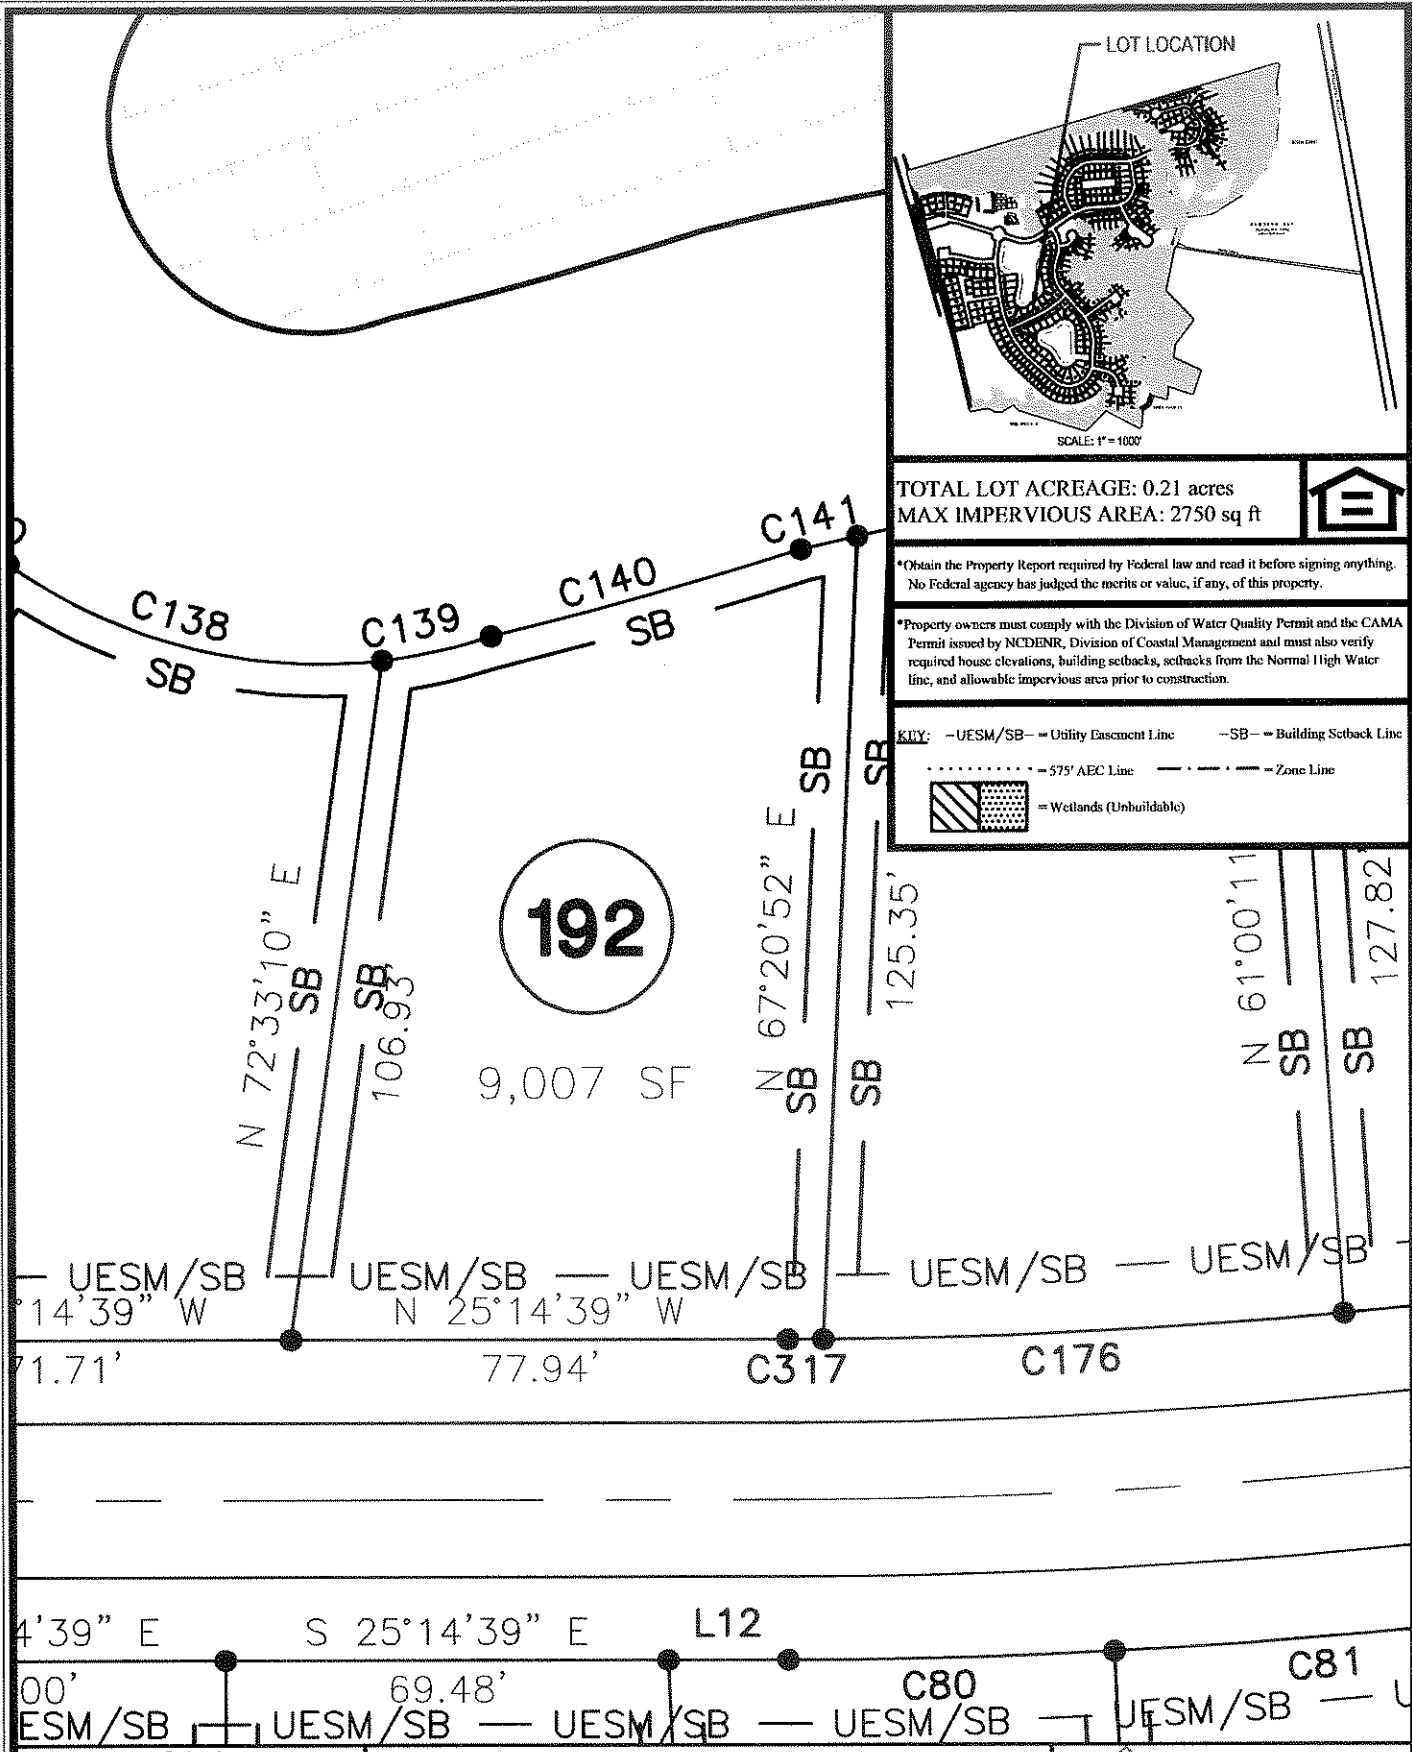 LOT LOCATION
SCALE: 1" = 1000'
TOTAL LOT ACREAGE: 0.21 acres
MAX IMPERVIOUS AREA: 2750 sq ft
*Obtain the Property Report required by Federal law and read it before signing anything.
No Federal agency has judged the merits or value, if any, of this property.
*Property owners must comply with the Division of Water Quality Permit and the CAMA
Permit issued by NCDENR, Division of Coastal Management and must also verify
required house elevations, building setbacks, setbacks from the Normal High Water
line, and allowable impervious area prior to construction.
KEY: -UESM/SB- = Utility Easement Line -SB- = Building Setback Line
= 575' AEC Line = Zone Line
= Wetlands (Unbuildable)
C138
SB
C139
C140
SB
C141
N 72°33'10" E
SB
SB
106.93'
192
9,007 SF
N 67°20'52" E
SB
SB
SB
SB
125.35'
N 61°00'11
SB
SB
127.82'
UESM/SB UESM/SB UESM/SB UESM/SB UESM/SB
°14'39" W N 25°14'39" W
71.71' 77.94' C317 C176
4'39" E S 25°14'39" E L12
00' 69.48' C80 C81
ESM/SB UESM/SB UESM/SB UESM/SB UESM/SB U